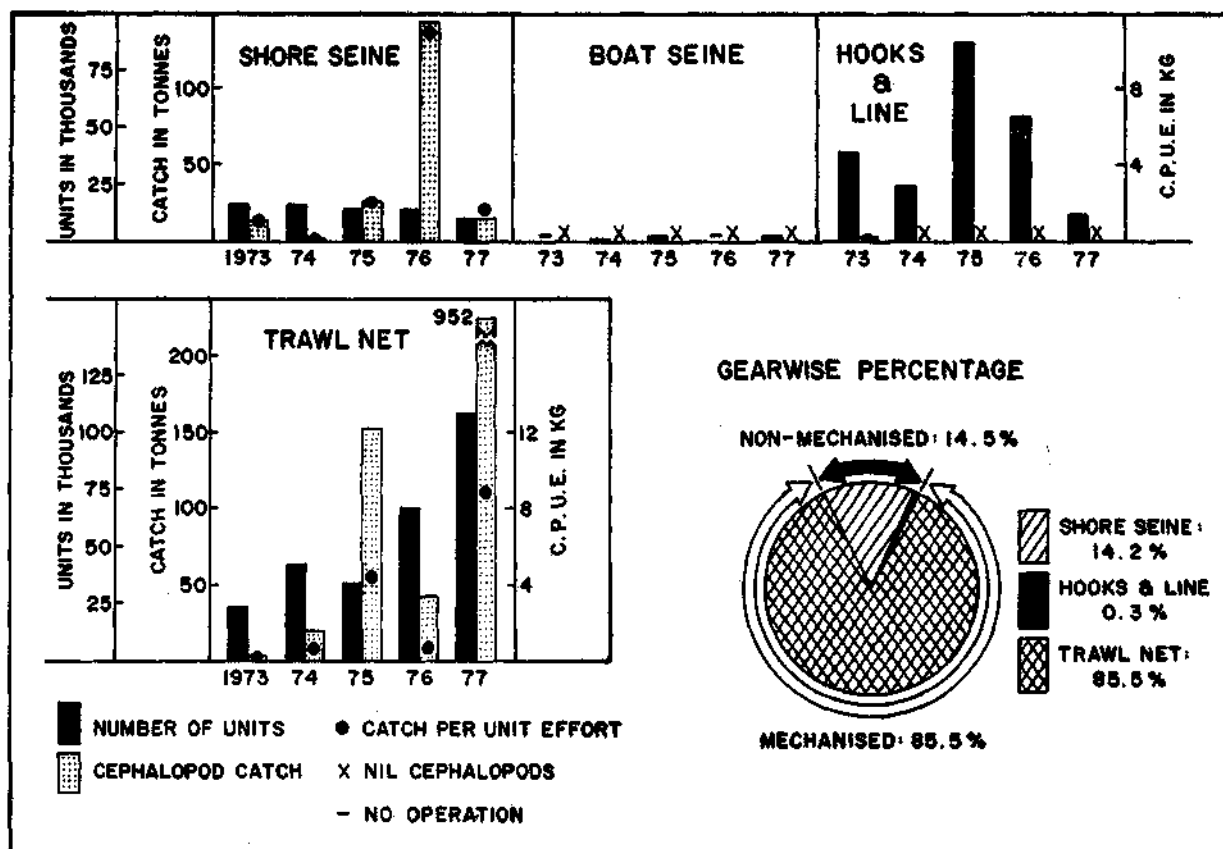 UNITS IN THOUSANDS
75
50
25
CATCH IN TONNES
100
50
SHORE SEINE
1973 74 75 76 77
BOAT SEINE
– X X X – X X
73 74 75 76 77
HOOKS
&
LINE
X X X X
73 74 75 76 77
8
4
C.P.U.E. IN KG
UNITS IN THOUSANDS
125
100
75
50
25
CATCH IN TONNES
200
150
100
50
TRAWL NET
952
1973 74 75 76 77
12
8
4
C.P.U.E. IN KG
NUMBER OF UNITS
CEPHALOPOD CATCH
● CATCH PER UNIT EFFORT
X NIL CEPHALOPODS
– NO OPERATION
GEARWISE PERCENTAGE
NON-MECHANISED: 14.5%
SHORE SEINE:
14.2%
HOOKS & LINE
0.3%
TRAWL NET:
85.5%
MECHANISED: 85.5%